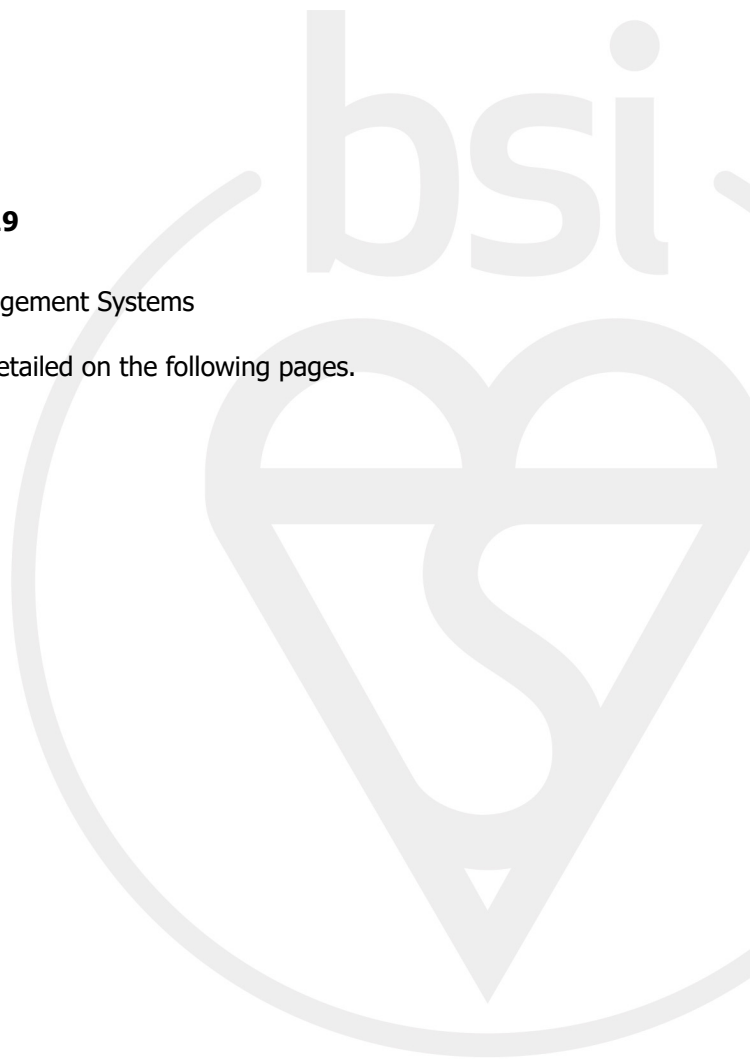 bsi
9
gement Systems
etailed on the following pages.